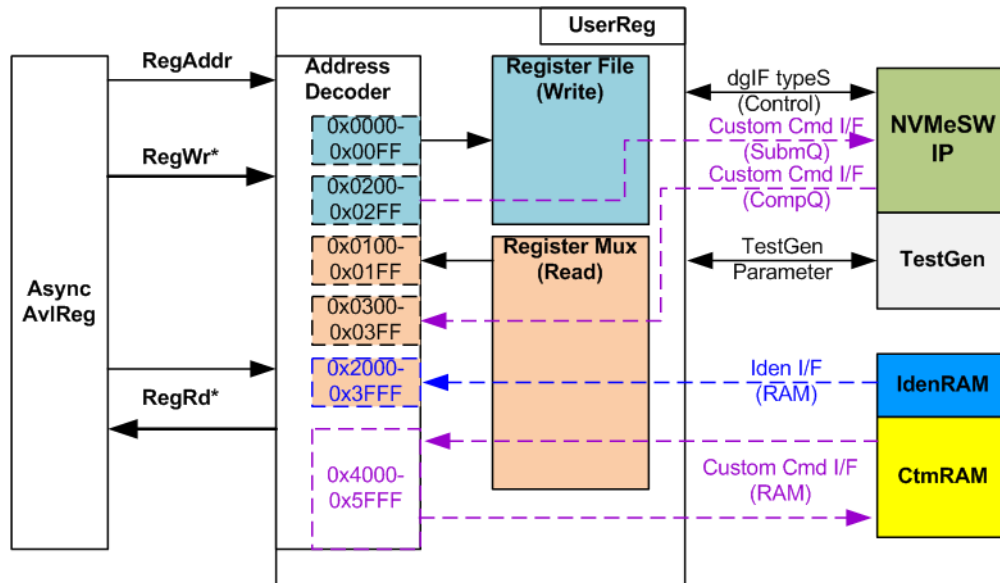 UserReg
Async
AvlReg
RegAddr
RegWr*
RegRd*
Address
Decoder
0x0000-
0x00FF
0x0200-
0x02FF
0x0100-
0x01FF
0x0300-
0x03FF
0x2000-
0x3FFF
0x4000-
0x5FFF
Register File
(Write)
Register Mux
(Read)
dgIF typeS
(Control)
Custom Cmd I/F
(SubmQ)
Custom Cmd I/F
(CompQ)
TestGen
Parameter
Iden I/F
(RAM)
Custom Cmd I/F
(RAM)
NVMeSW
IP
TestGen
IdenRAM
CtmRAM